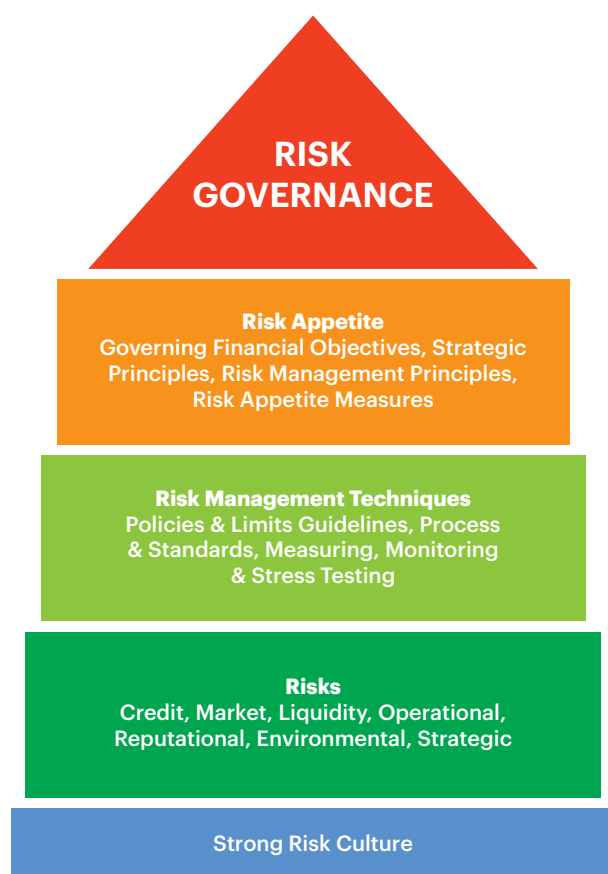 RISK
GOVERNANCE
Risk Appetite
Governing Financial Objectives, Strategic
Principles, Risk Management Principles,
Risk Appetite Measures
Risk Management Techniques
Policies & Limits Guidelines, Process
& Standards, Measuring, Monitoring
& Stress Testing
Risks
Credit, Market, Liquidity, Operational,
Reputational, Environmental, Strategic
Strong Risk Culture